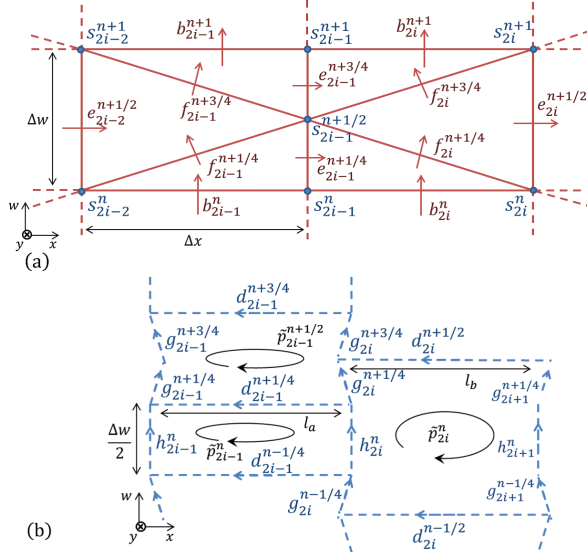 s_{2i-2}^{n+1} b_{2i-1}^{n+1} s_{2i-1}^{n+1} b_{2i}^{n+1} s_{2i}^{n+1}
Δw e_{2i-2}^{n+1/2} f_{2i-1}^{n+3/4} e_{2i-1}^{n+3/4} f_{2i}^{n+3/4} e_{2i}^{n+1/2}
s_{2i-1}^{n+1/2}
f_{2i-1}^{n+1/4} e_{2i-1}^{n+1/4} f_{2i}^{n+1/4}
s_{2i-2}^{n} b_{2i-1}^{n} s_{2i-1}^{n} b_{2i}^{n} s_{2i}^{n}
w
y x
Δx
(a)
d_{2i-1}^{n+3/4}
g_{2i-1}^{n+3/4} p̃_{2i-1}^{n+1/2} g_{2i}^{n+3/4} d_{2i}^{n+1/2}
g_{2i-1}^{n+1/4} d_{2i-1}^{n+1/4} g_{2i}^{n+1/4} l_b g_{2i+1}^{n+1/4}
l_a
Δw/2 h_{2i-1}^{n} p̃_{2i-1}^{n} h_{2i}^{n} p̃_{2i}^{n} h_{2i+1}^{n}
d_{2i-1}^{n-1/4}
g_{2i}^{n-1/4} g_{2i+1}^{n-1/4}
w
y x
d_{2i}^{n-1/2}
(b)